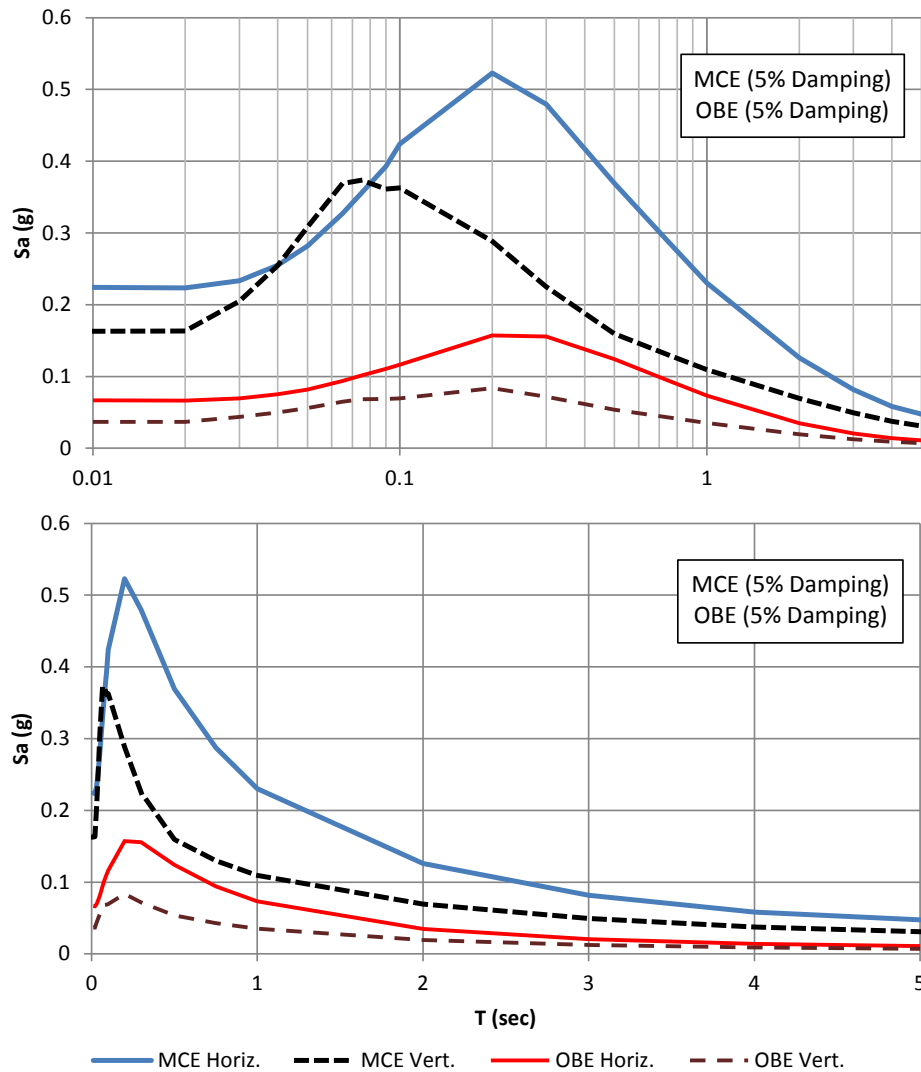 0.6
0.5
0.4
0.3
0.2
0.1
0
Sa (g)
MCE (5% Damping)
OBE (5% Damping)
0.01 0.1 1
0.6
0.5
0.4
0.3
0.2
0.1
0
Sa (g)
MCE (5% Damping)
OBE (5% Damping)
0 1 2 3 4 5
T (sec)
MCE Horiz. MCE Vert. OBE Horiz. OBE Vert.